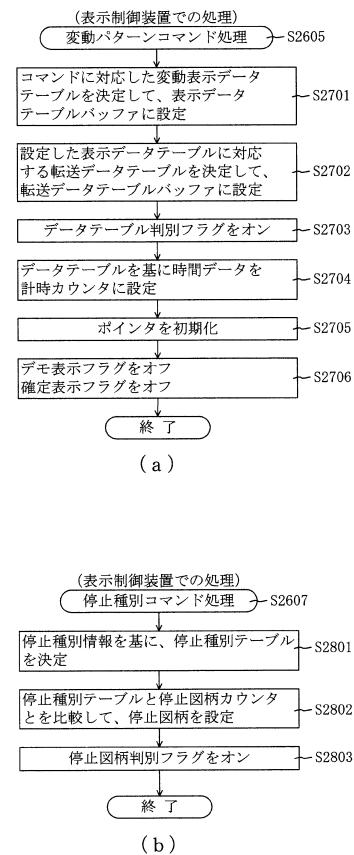 (表示制御装置での処理)
変動パターンコマンド処理
S2605
コマンドに対応した変動表示データ
テーブルを決定して、表示データ
テーブルバッファに設定
S2701
設定した表示データテーブルに対応
する転送データテーブルを決定して、
転送データテーブルバッファに設定
S2702
データテーブル判別フラグをオン
S2703
データテーブルを基に時間データを
計時カウンタに設定
S2704
ポインタを初期化
S2705
デモ表示フラグをオフ
確定表示フラグをオフ
S2706
終了
(a)
(表示制御装置での処理)
停止種別コマンド処理
S2607
停止種別情報を基に、停止種別テーブル
を決定
S2801
停止種別テーブルと停止図柄カウンタ
とを比較して、停止図柄を設定
S2802
停止図柄判別フラグをオン
S2803
終了
(b)